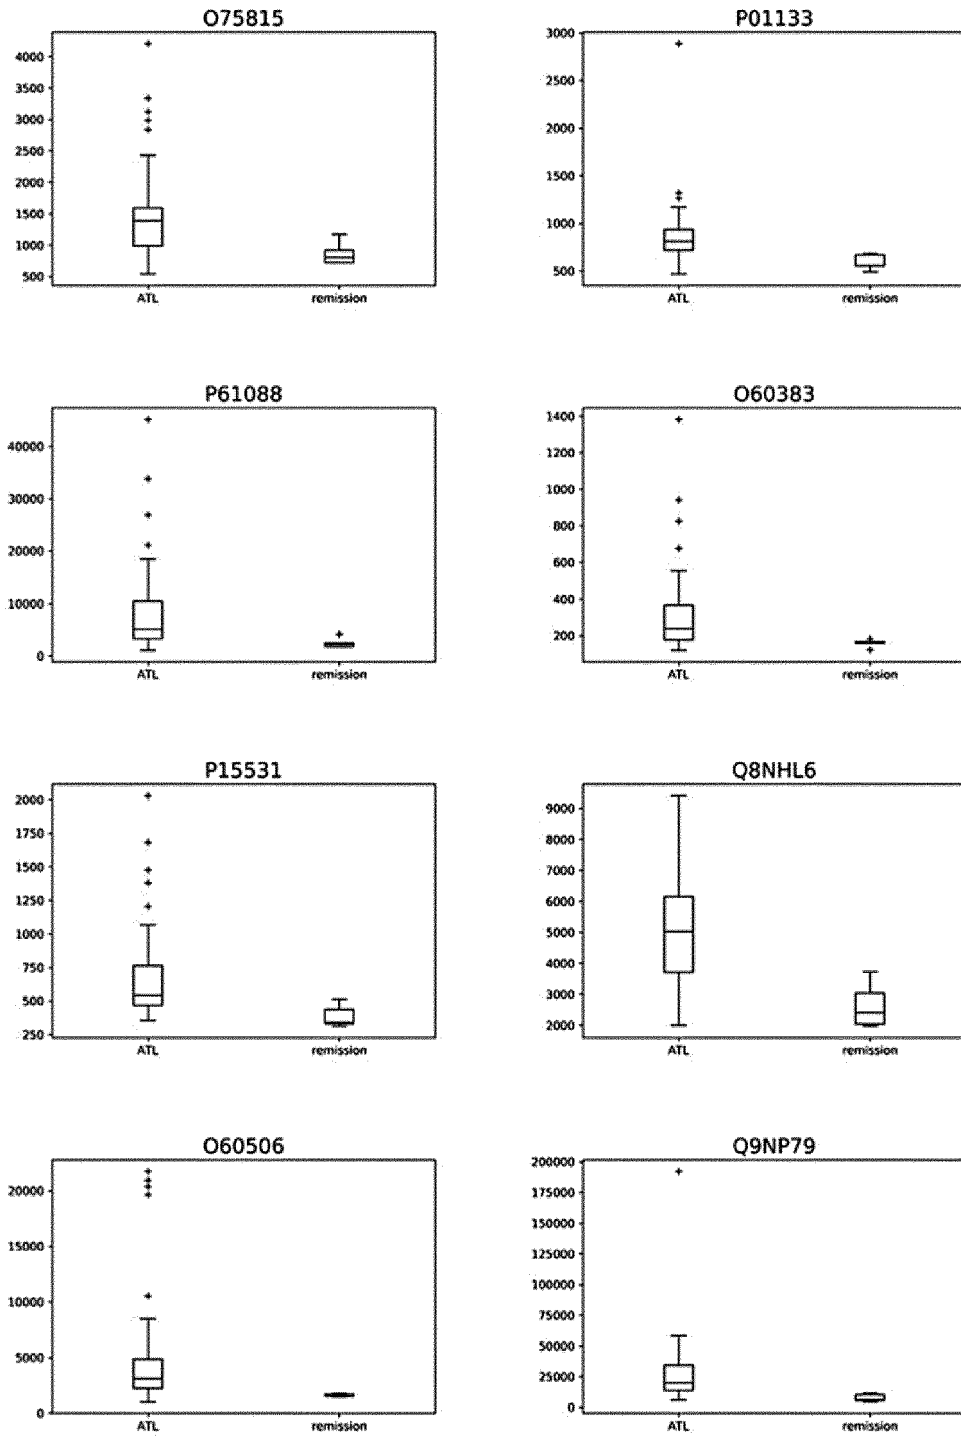 O75815
P01133
4000
3500
3000
2500
2000
1500
1000
500
ATL
remission
3000
2500
2000
1500
1000
500
ATL
remission
P61088
O60383
40000
30000
20000
10000
0
ATL
remission
1400
1200
1000
800
600
400
200
ATL
remission
P15531
Q8NHL6
2000
1750
1500
1250
1000
750
500
250
ATL
remission
9000
8000
7000
6000
5000
4000
3000
2000
ATL
remission
O60506
Q9NP79
20000
15000
10000
5000
0
ATL
remission
200000
175000
150000
125000
100000
75000
50000
25000
0
ATL
remission